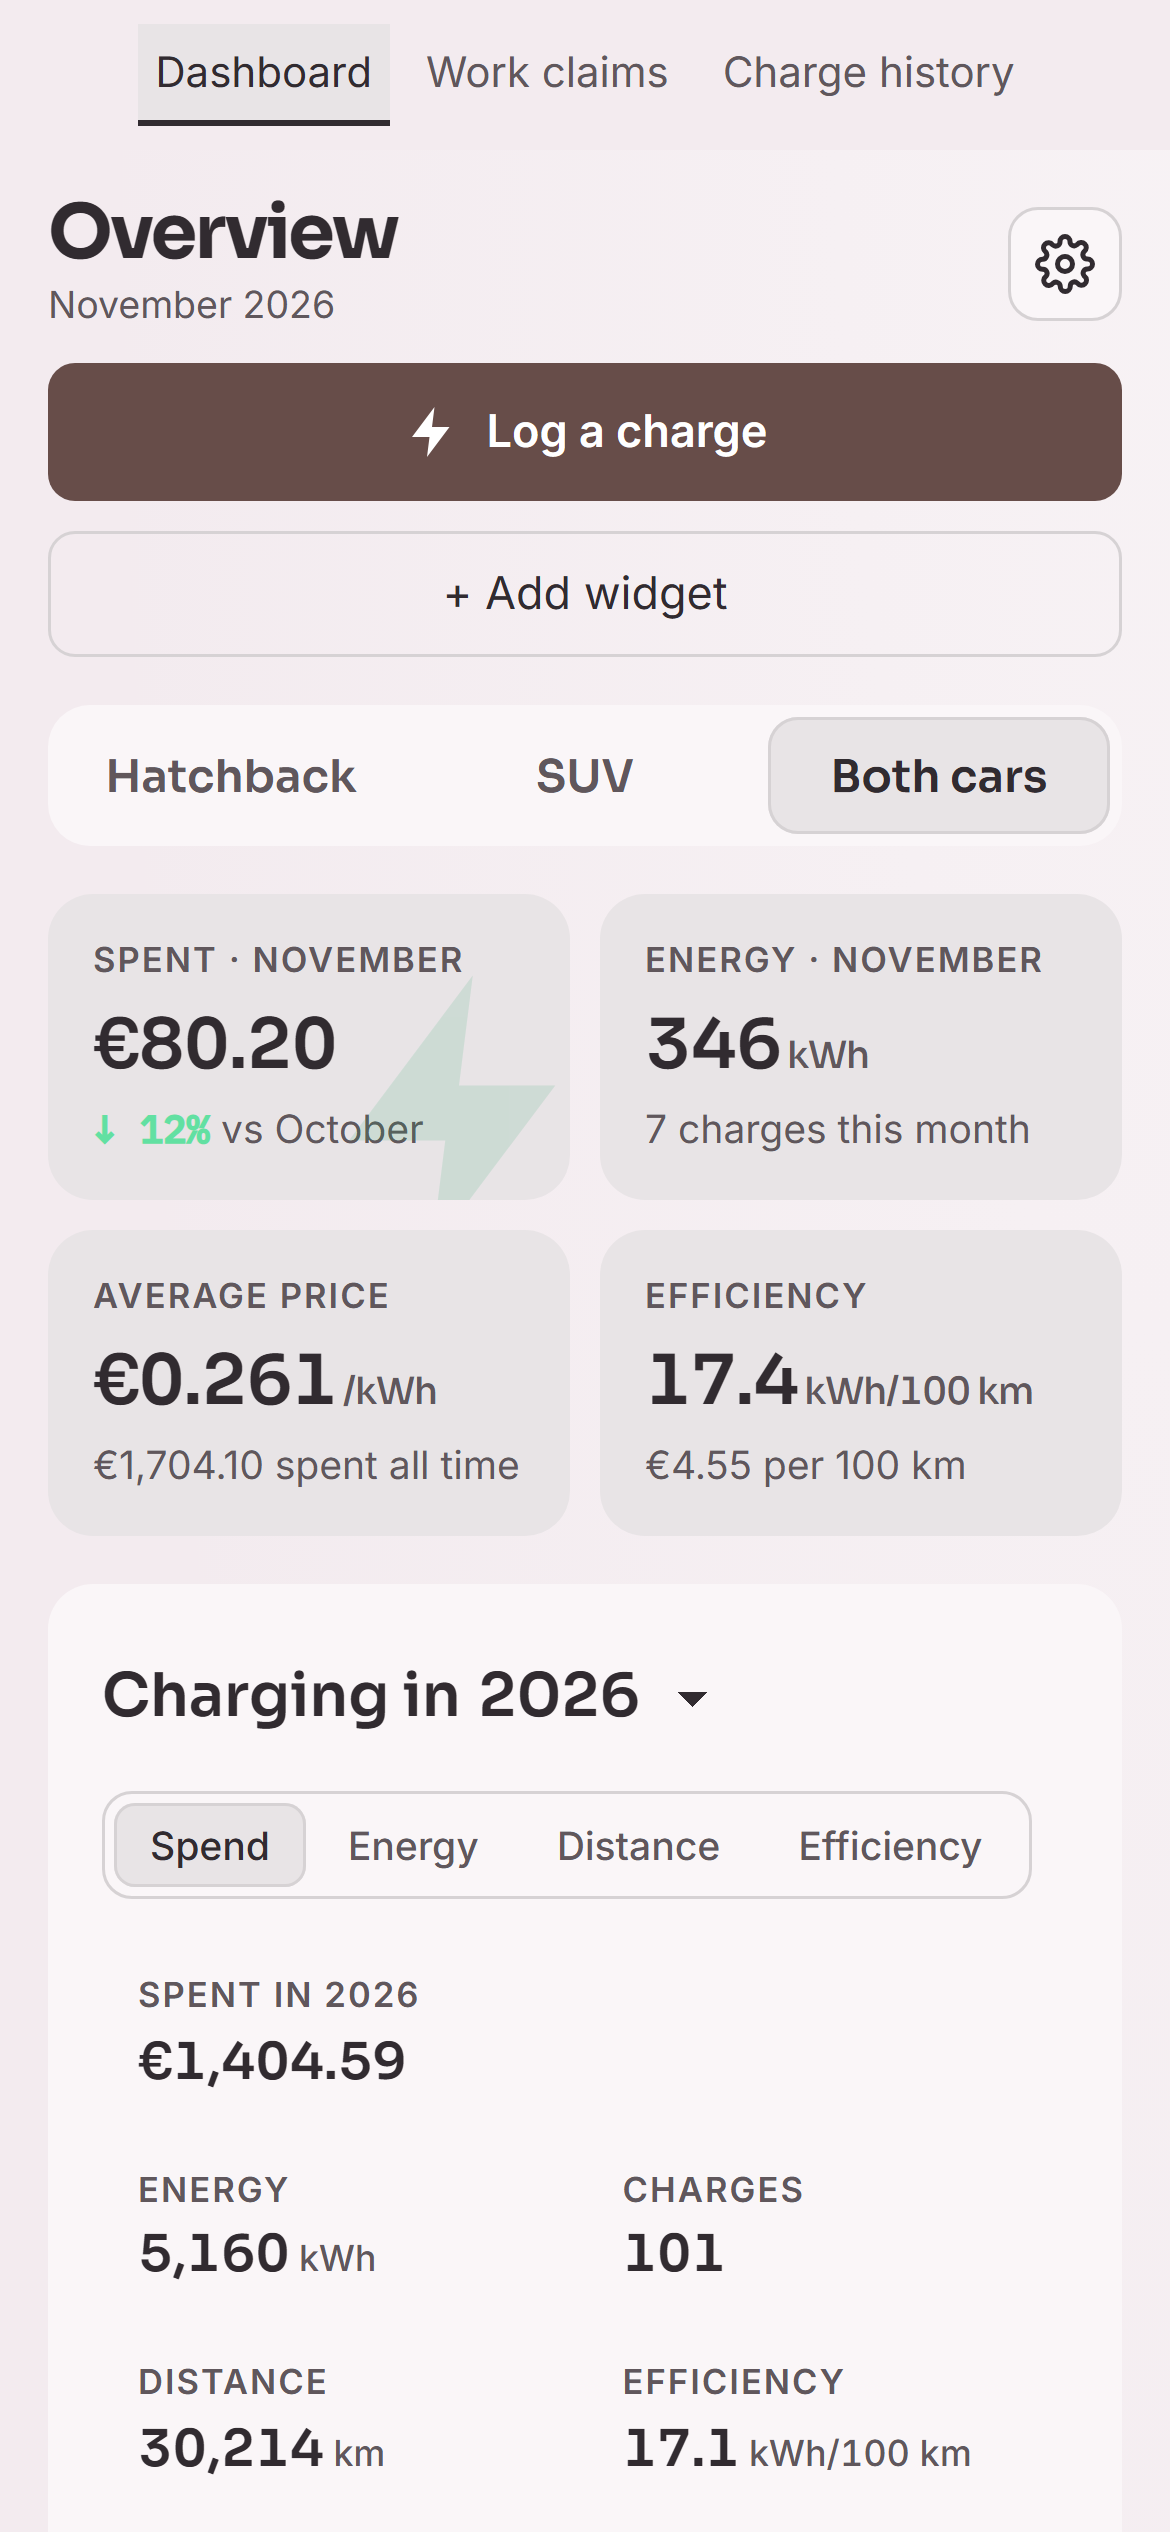 Dashboard Work claims Charge history
Overview
November 2026
Log a charge
+ Add widget
Hatchback SUV Both cars
SPENT · NOVEMBER
€80.20
↓ 12% vs October
ENERGY · NOVEMBER
346 kWh
7 charges this month
AVERAGE PRICE
€0.261 /kWh
€1,704.10 spent all time
EFFICIENCY
17.4 kWh/100 km
€4.55 per 100 km
Charging in 2026
Spend Energy Distance Efficiency
SPENT IN 2026
€1,404.59
ENERGY
5,160 kWh
CHARGES
101
DISTANCE
30,214 km
EFFICIENCY
17.1 kWh/100 km